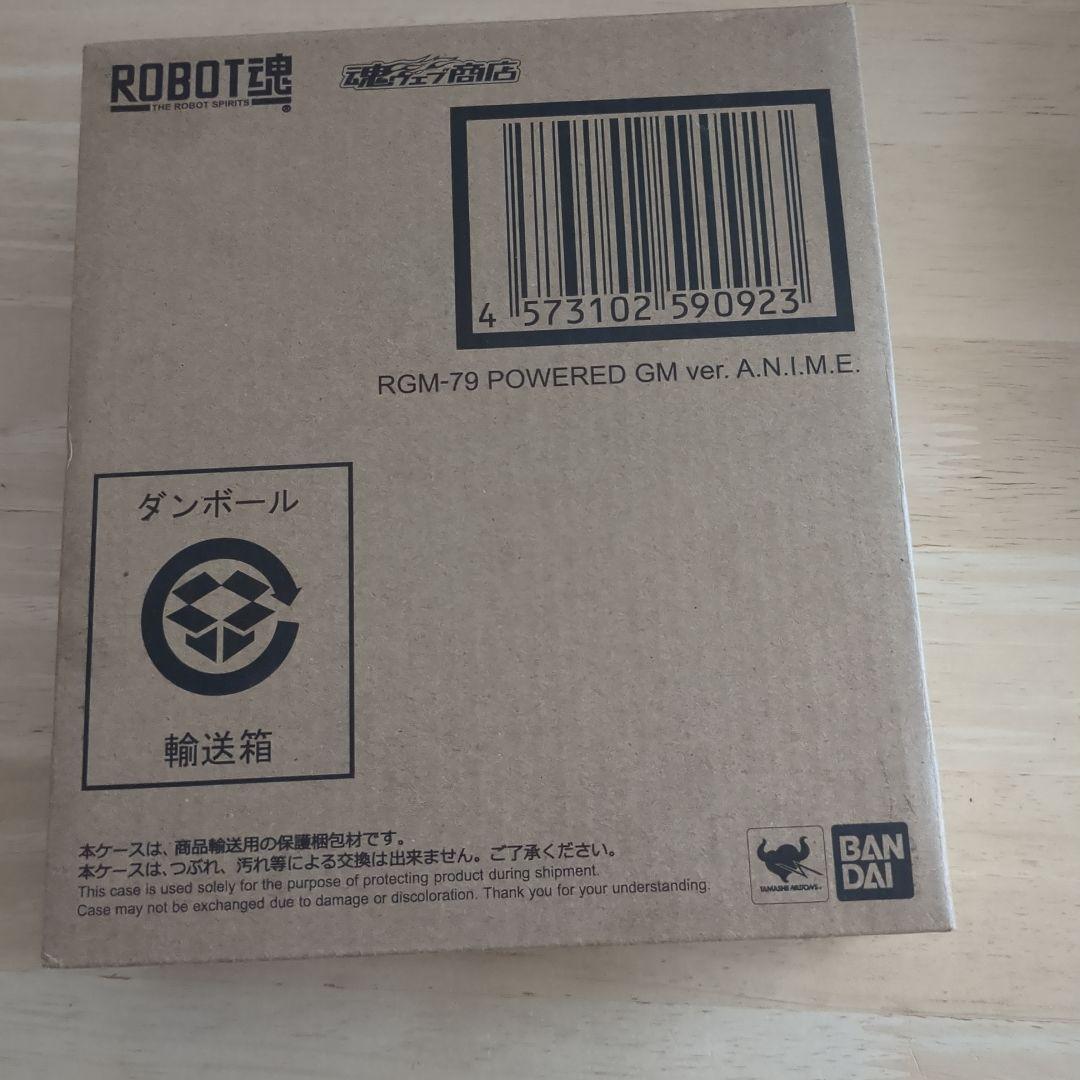 ROBOT魂
THE ROBOT SPIRITS
魂ウェブ商店
4 573102 590923
RGM-79 POWERED GM ver. A.N.I.M.E.
ダンボール
輸送箱
本ケースは、商品輸送用の保護梱包材です。
本ケースは、つぶれ、汚れ等による交換は出来ません。ご了承ください。
This case is used solely for the purpose of protecting product during shipment.
Case may not be exchanged due to damage or discoloration. Thank you for your understanding.
TAMASHII NATIONS
BAN
DAI